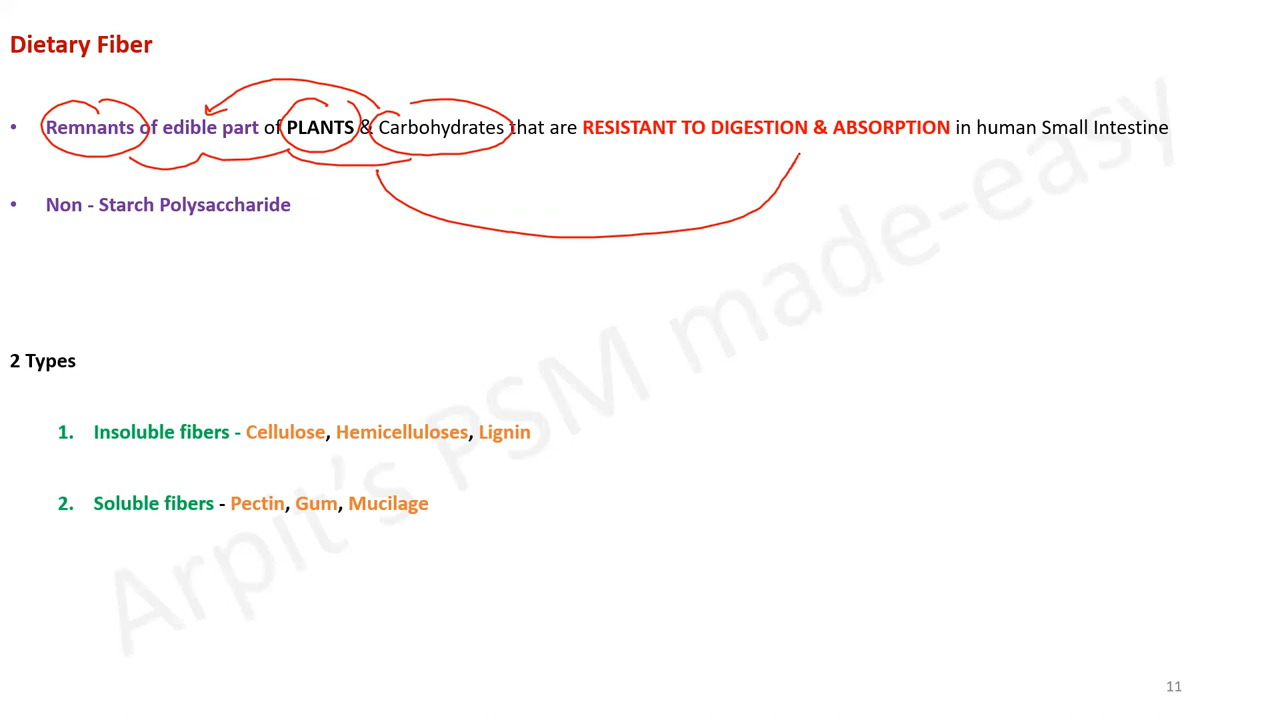 Dietary Fiber
• Remnants of edible part of PLANTS & Carbohydrates that are RESISTANT TO DIGESTION & ABSORPTION in human Small Intestine
• Non - Starch Polysaccharide
2 Types
1. Insoluble fibers - Cellulose, Hemicelluloses, Lignin
2. Soluble fibers - Pectin, Gum, Mucilage
Arpit's PSM made-easy
11